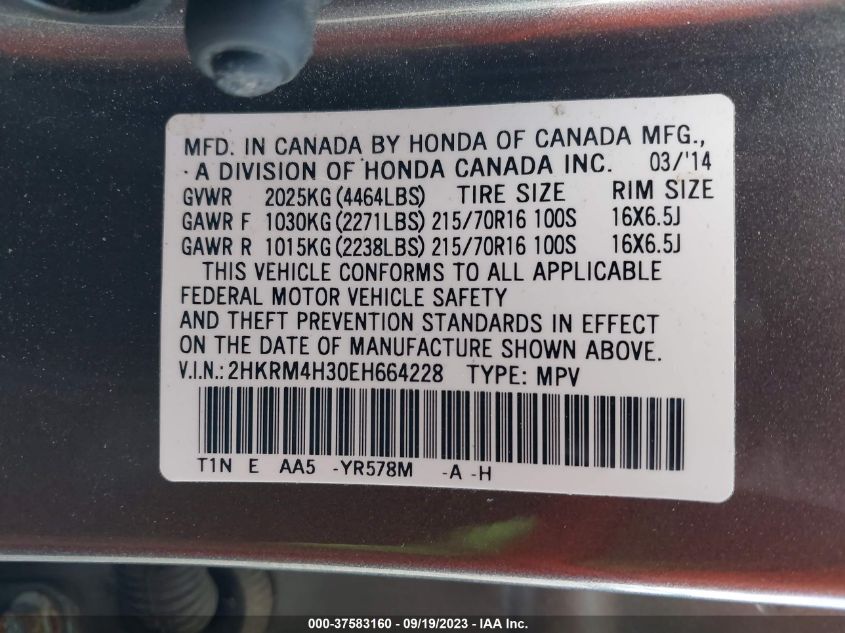 MFD. IN CANADA BY HONDA OF CANADA MFG.,
A DIVISION OF HONDA CANADA INC. 03/'14
GVWR 2025KG (4464LBS) TIRE SIZE RIM SIZE
GAWR F 1030KG (2271LBS) 215/70R16 100S 16X6.5J
GAWR R 1015KG (2238LBS) 215/70R16 100S 16X6.5J
THIS VEHICLE CONFORMS TO ALL APPLICABLE
FEDERAL MOTOR VEHICLE SAFETY
AND THEFT PREVENTION STANDARDS IN EFFECT
ON THE DATE OF MANUFACTURE SHOWN ABOVE.
V.I.N.: 2HKRM4H30EH664228 TYPE: MPV
T1N E AA5 -YR578M -A -H
000-37583160 - 09/19/2023 - © IAA, Inc.